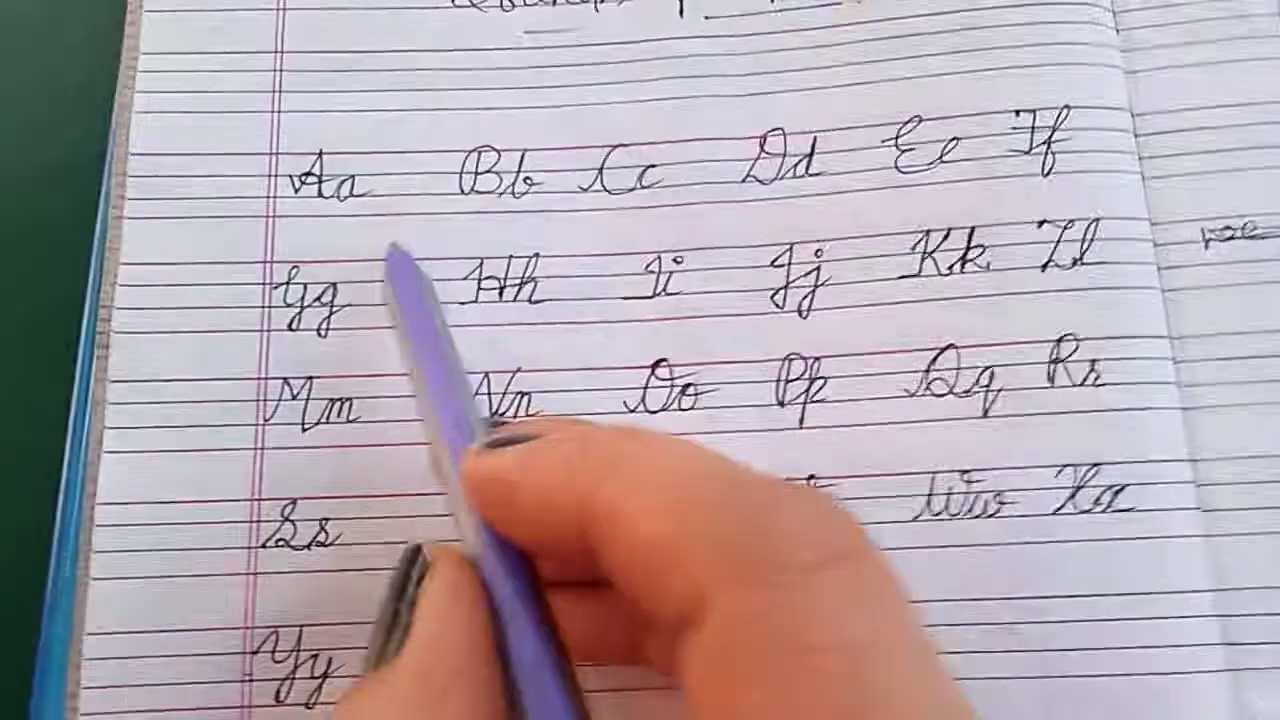 Aa Bb Cc Dd Ee Ff
Gg Hh Ii Jj Kk Ll
Mm Nn Oo Pp Qq Rr
Ss Ww Xx
Yy